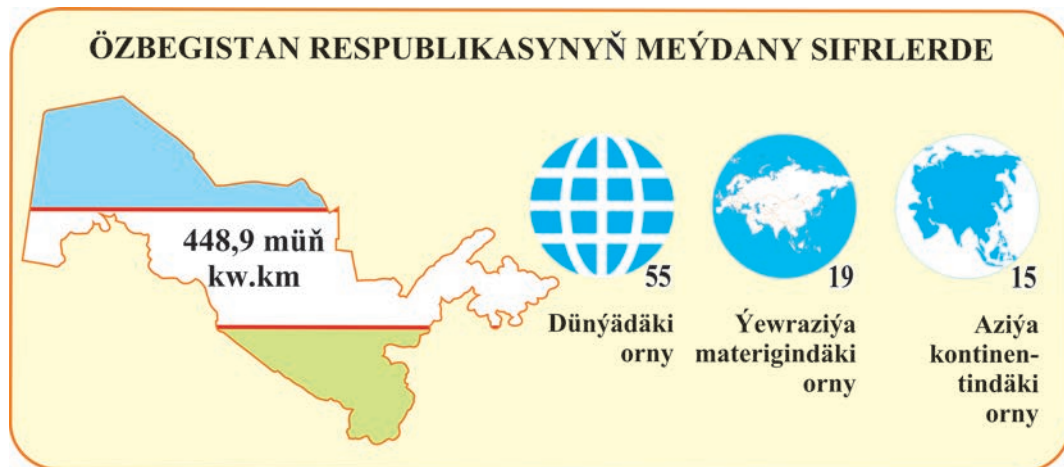 ÖZBEGISTAN RESPUBLIKASYNYŇ MEÝDANY SIFRLERDE
448,9 müň
kw.km
55
Dünýädäki
orny
19
Ýewraziýa
materigindäki
orny
15
Aziýa
kontinen-
tindäki
orny